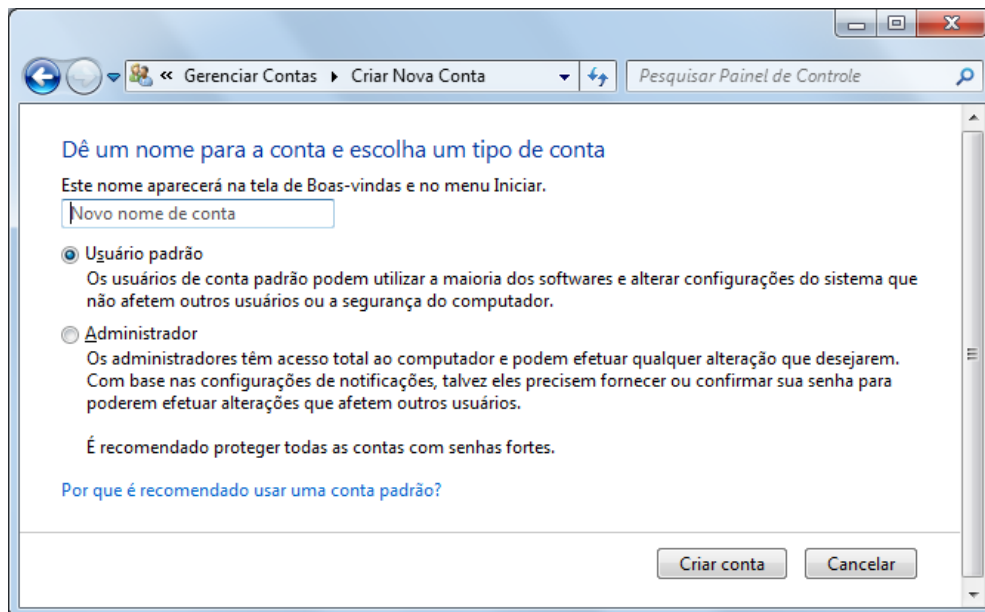 « Gerenciar Contas ▸ Criar Nova Conta
Pesquisar Painel de Controle
Dê um nome para a conta e escolha um tipo de conta
Este nome aparecerá na tela de Boas-vindas e no menu Iniciar.
Novo nome de conta
Usuário padrão
Os usuários de conta padrão podem utilizar a maioria dos softwares e alterar configurações do sistema que
não afetem outros usuários ou a segurança do computador.
Administrador
Os administradores têm acesso total ao computador e podem efetuar qualquer alteração que desejarem.
Com base nas configurações de notificações, talvez eles precisem fornecer ou confirmar sua senha para
poderem efetuar alterações que afetem outros usuários.
É recomendado proteger todas as contas com senhas fortes.
Por que é recomendado usar uma conta padrão?
Criar conta
Cancelar